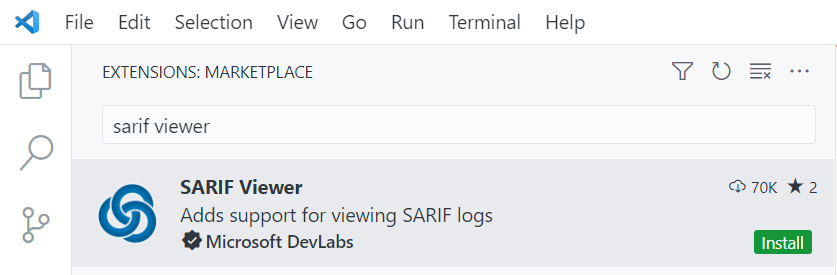 File Edit Selection View Go Run Terminal Help
EXTENSIONS: MARKETPLACE
sarif viewer
SARIF Viewer 70K 2
Adds support for viewing SARIF logs
Microsoft DevLabs Install